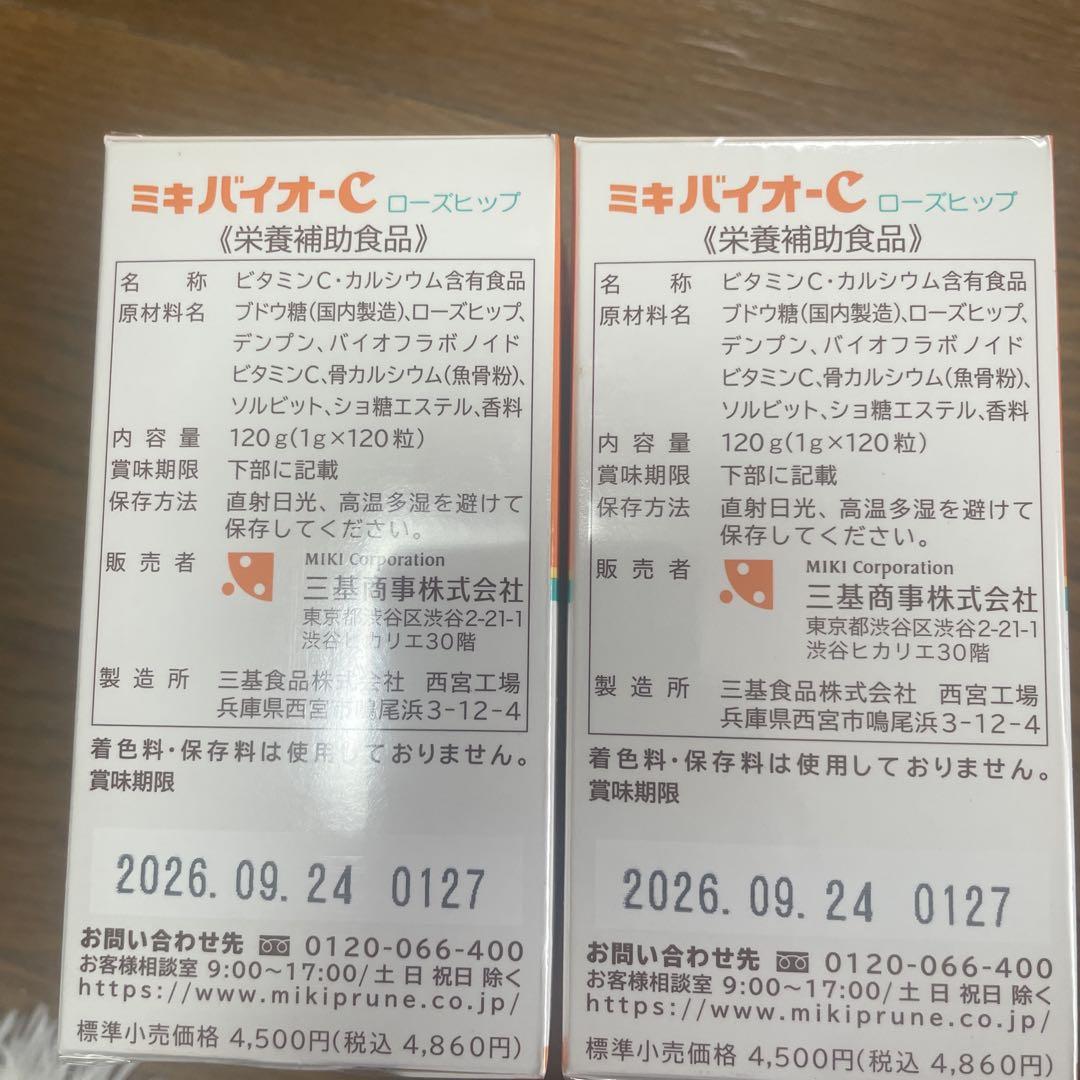 ミキバイオ-C ローズヒップ
《栄養補助食品》
名称 ビタミンC・カルシウム含有食品
原材料名 ブドウ糖(国内製造)、ローズヒップ、
デンプン、バイオフラボノイド
ビタミンC、骨カルシウム(魚骨粉)、
ソルビット、ショ糖エステル、香料
内容量 120g(1g×120粒)
賞味期限 下部に記載
保存方法 直射日光、高温多湿を避けて
保存してください。
販売者 MIKI Corporation
三基商事株式会社
東京都渋谷区渋谷2-21-1
渋谷ヒカリエ30階
製造所 三基食品株式会社 西宮工場
兵庫県西宮市鳴尾浜3-12-4
着色料・保存料は使用しておりません。
賞味期限
2026.09.24 0127
お問い合わせ先 0120-066-400
お客様相談室 9:00〜17:00/土 日 祝日 除く
https://www.mikiprune.co.jp/
標準小売価格 4,500円(税込 4,860円)
ミキバイオ-C ローズヒップ
《栄養補助食品》
名称 ビタミンC・カルシウム含有食品
原材料名 ブドウ糖(国内製造)、ローズヒップ、
デンプン、バイオフラボノイド
ビタミンC、骨カルシウム(魚骨粉)、
ソルビット、ショ糖エステル、香料
内容量 120g(1g×120粒)
賞味期限 下部に記載
保存方法 直射日光、高温多湿を避けて
保存してください。
販売者 MIKI Corporation
三基商事株式会社
東京都渋谷区渋谷2-21-1
渋谷ヒカリエ30階
製造所 三基食品株式会社 西宮工場
兵庫県西宮市鳴尾浜3-12-4
着色料・保存料は使用しておりません。
賞味期限
2026.09.24 0127
お問い合わせ先 0120-066-400
お客様相談室 9:00〜17:00/土 日 祝日 除く
https://www.mikiprune.co.jp/
標準小売価格 4,500円(税込 4,860円)